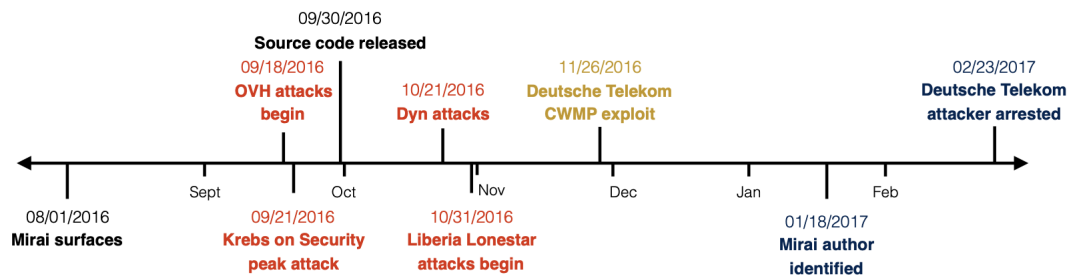 09/30/2016
Source code released
09/18/2016
OVH attacks
begin
10/21/2016
Dyn attacks
11/26/2016
Deutsche Telekom
CWMP exploit
02/23/2017
Deutsche Telekom
attacker arrested
Sept
Oct
Nov
Dec
Jan
Feb
08/01/2016
Mirai surfaces
09/21/2016
Krebs on Security
peak attack
10/31/2016
Liberia Lonestar
attacks begin
01/18/2017
Mirai author
identified